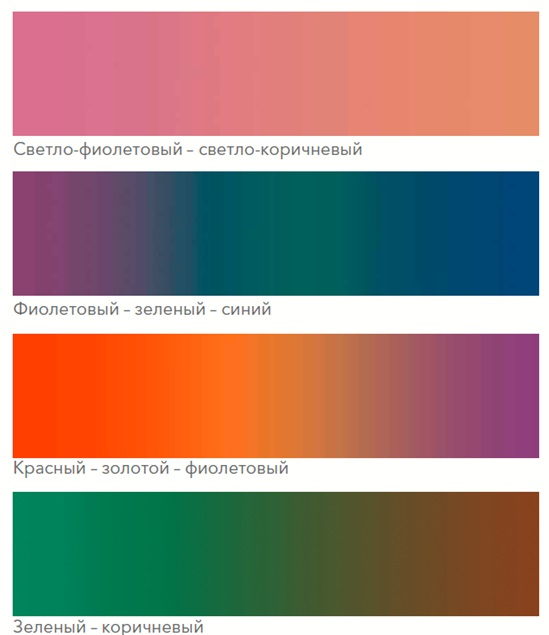 Светло-фиолетовый – светло-коричневый
Фиолетовый – зеленый – синий
Красный – золотой – фиолетовый
Зеленый – коричневый